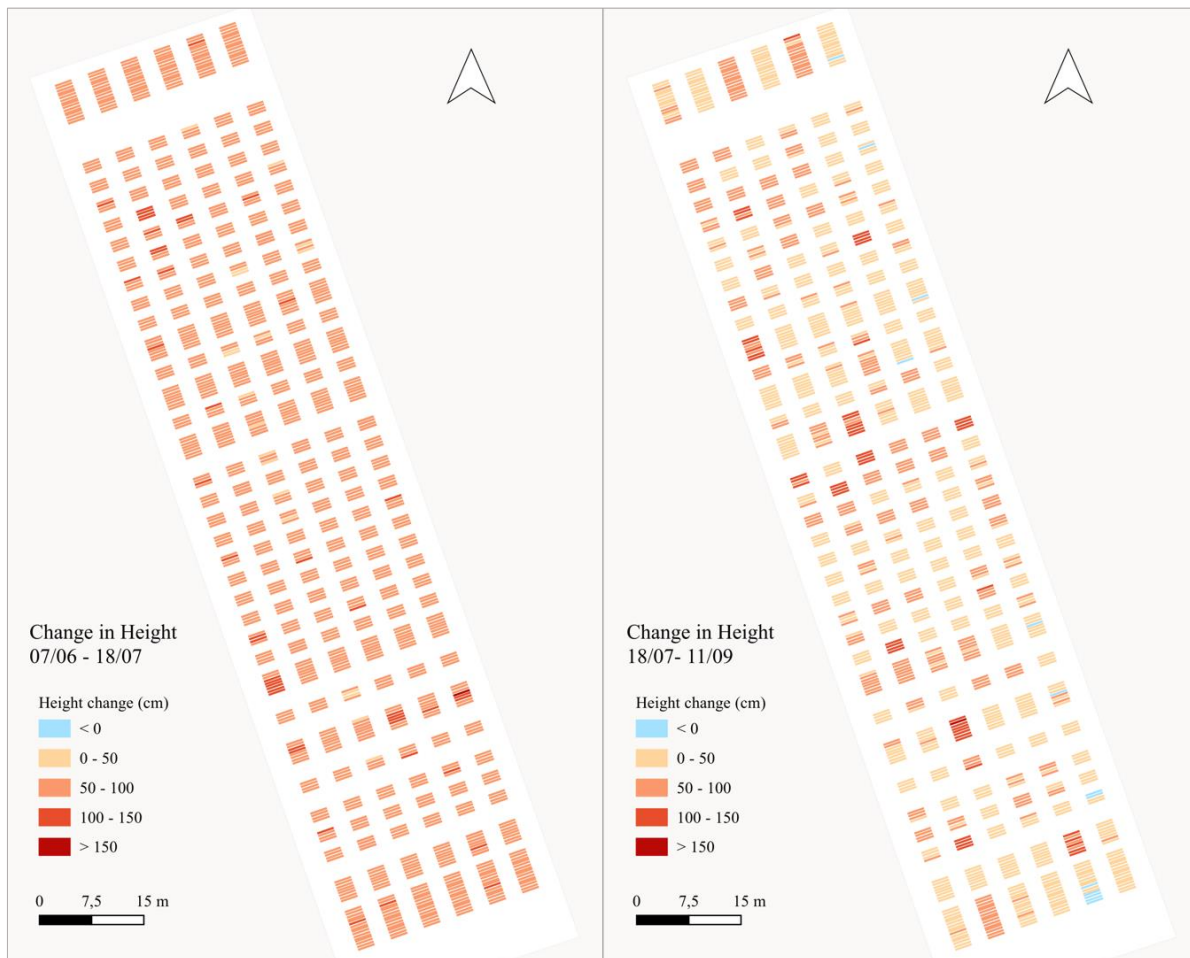 Change in Height
07/06 - 18/07
Height change (cm)
< 0
0 - 50
50 - 100
100 - 150
> 150
0 7,5 15 m
Change in Height
18/07- 11/09
Height change (cm)
< 0
0 - 50
50 - 100
100 - 150
> 150
0 7,5 15 m